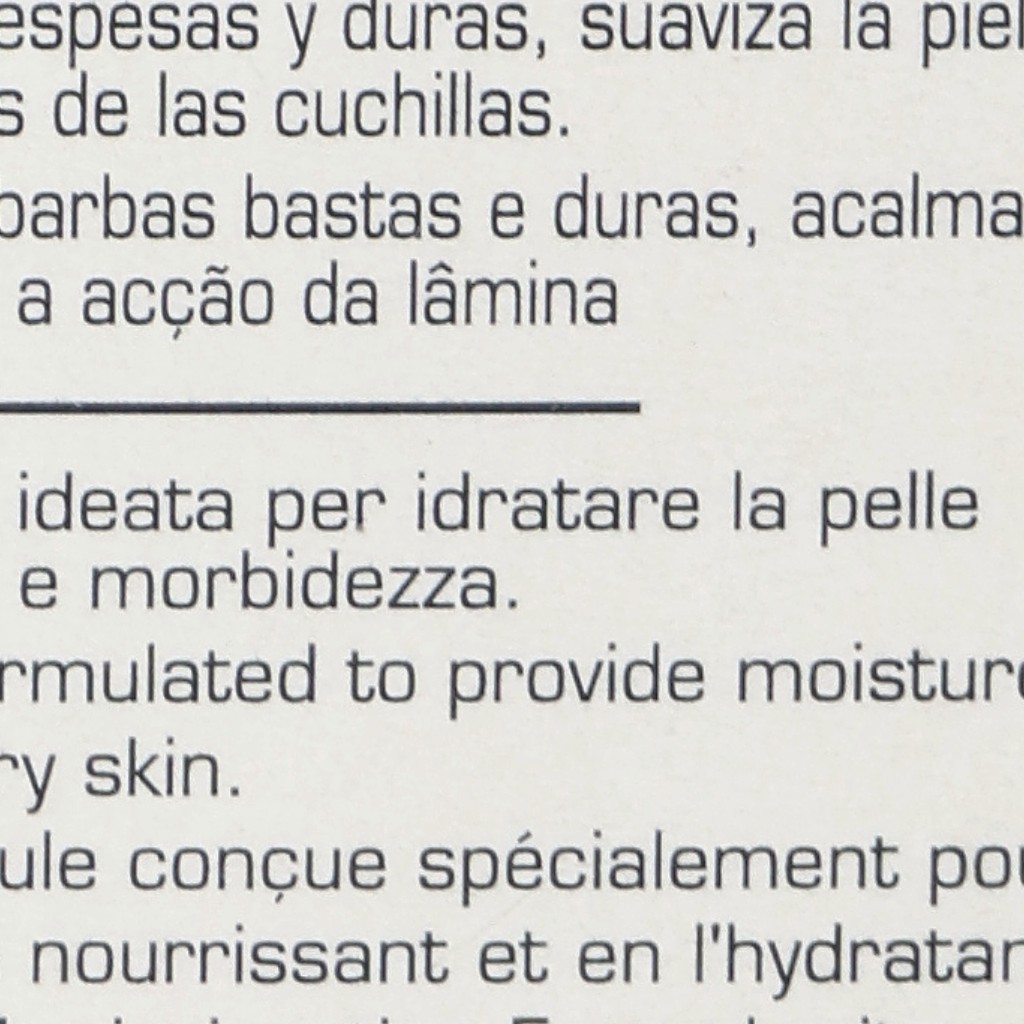 espesas y duras, suaviza la piel
s de las cuchillas.
barbas bastas e duras, acalma
a acção da lâmina
ideata per idratare la pelle
e morbidezza.
rmulated to provide moisture
ry skin.
ule conçue spécialement pou
nourrissant et en l'hydratan